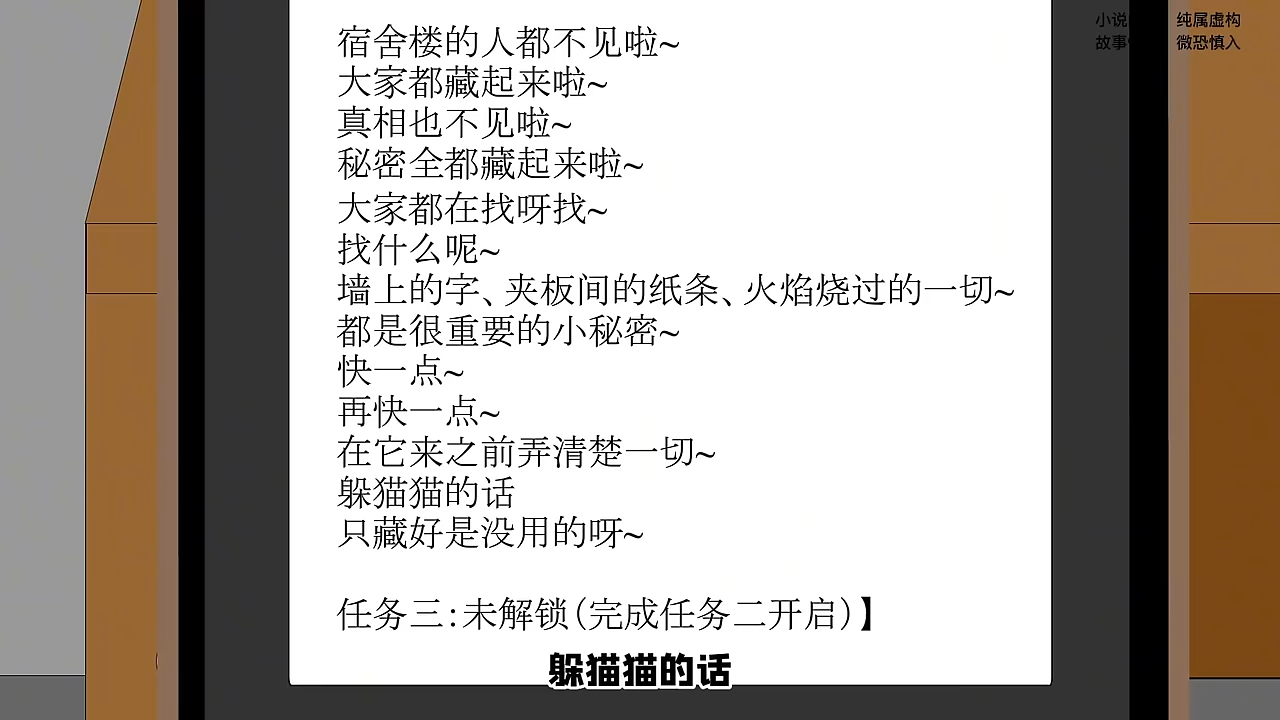 小说 纯属虚构
故事 微恐慎入
宿舍楼的人都不见啦~
大家都藏起来啦~
真相也不见啦~
秘密全都藏起来啦~
大家都在找呀找~
找什么呢~
墙上的字、夹板间的纸条、火焰烧过的一切~
都是很重要的小秘密~
快一点~
再快一点~
在它来之前弄清楚一切~
躲猫猫的话
只藏好是没用的呀~
任务三:未解锁(完成任务二开启)】
躲猫猫的话